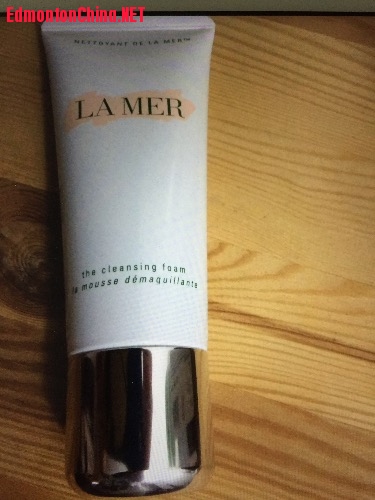 EdmontonChina.NET
NETTOYANT DE LA MER™
LA MER
the cleansing foam
la mousse démaquillante